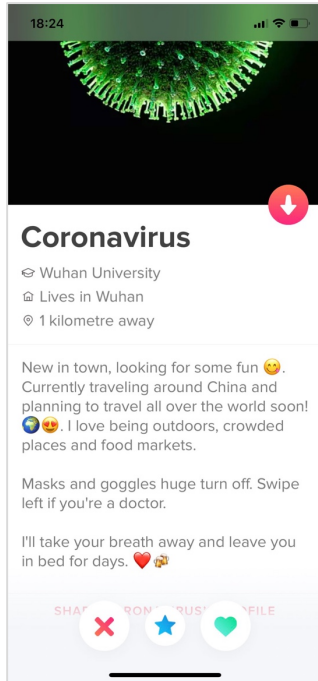 18:24
Coronavirus
Wuhan University
Lives in Wuhan
1 kilometre away
New in town, looking for some fun 😋.
Currently traveling around China and
planning to travel all over the world soon!
🌍😍. I love being outdoors, crowded
places and food markets.
Masks and goggles huge turn off. Swipe
left if you're a doctor.
I'll take your breath away and leave you
in bed for days. ❤️🍻